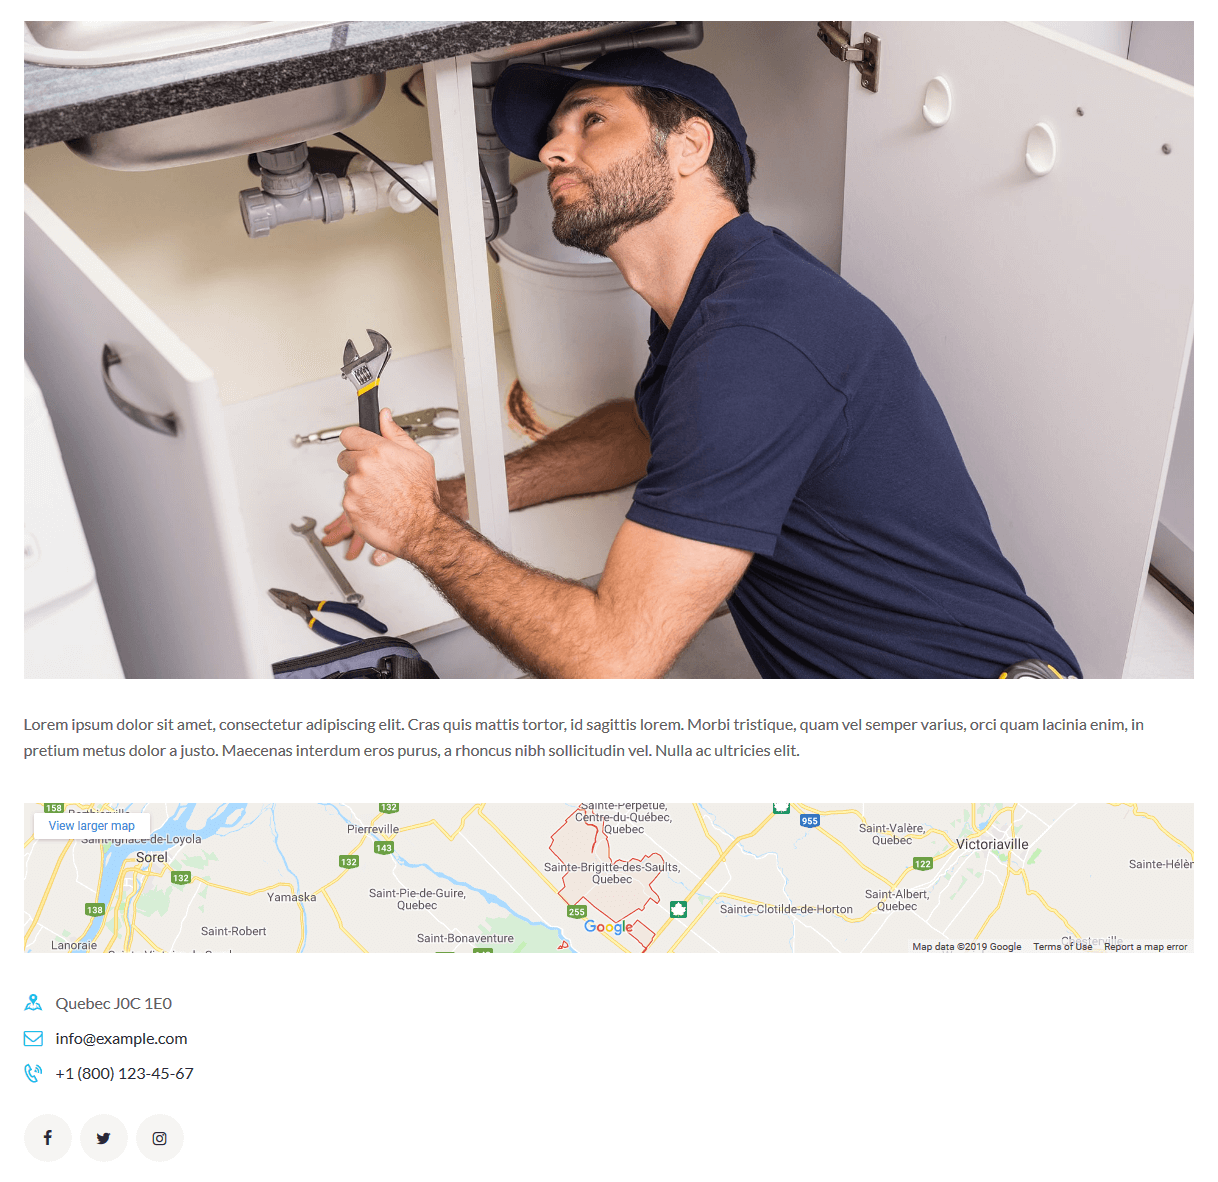 Lorem ipsum dolor sit amet, consectetur adipiscing elit. Cras quis mattis tortor, id sagittis lorem. Morbi tristique, quam vel semper varius, orci quam lacinia enim, in
pretium metus dolor a justo. Maecenas interdum eros purus, a rhoncus nibh sollicitudin vel. Nulla ac ultricies elit.
158
132
Sainte-Perpétue,
Centre-du-Québec,
Quebec
View larger map
955
Pierreville
Saint-Valère,
Quebec
Saint-Ignace-de-Loyola
Sorel
143
132
Victoriaville
122
Sainte-Brigitte-des-Saults,
Quebec
132
Yamaska
Saint-Pie-de-Guire,
Quebec
Saint-Albert,
Quebec
138
255
Sainte-Clotilde-de-Horton
Google
Saint-Robert
Saint-Bonaventure
Lanoraie
Chesterville
Map data ©2019 Google
Terms of Use
Report a map error
Quebec J0C 1E0
info@example.com
+1 (800) 123-45-67